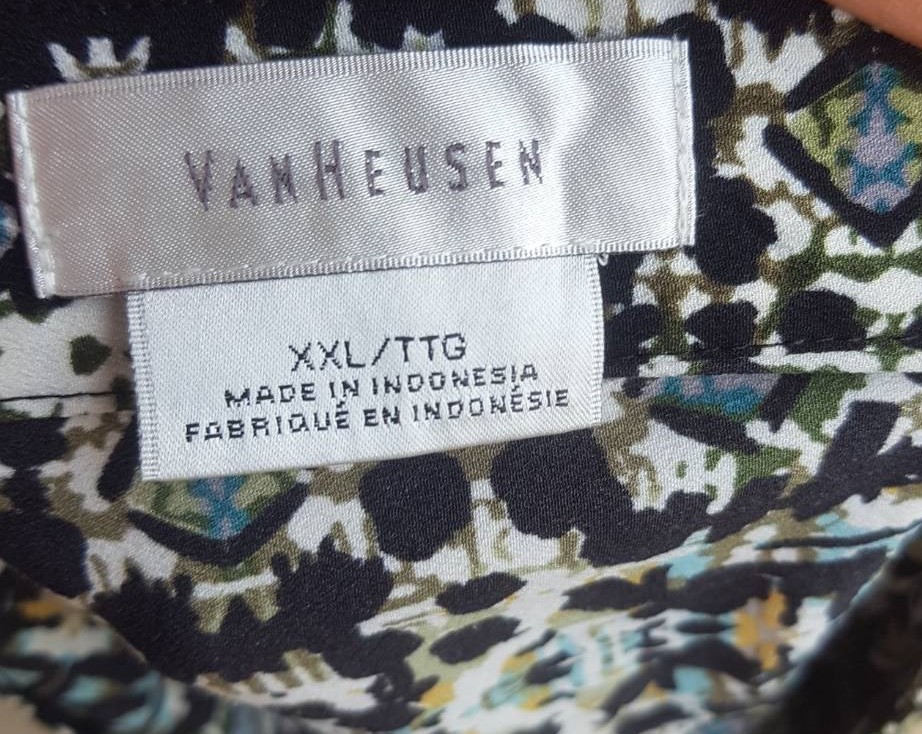 VANHEUSEN
XXL/TTG
MADE IN INDONESIA
FABRIQUÉ EN INDONÉSIE